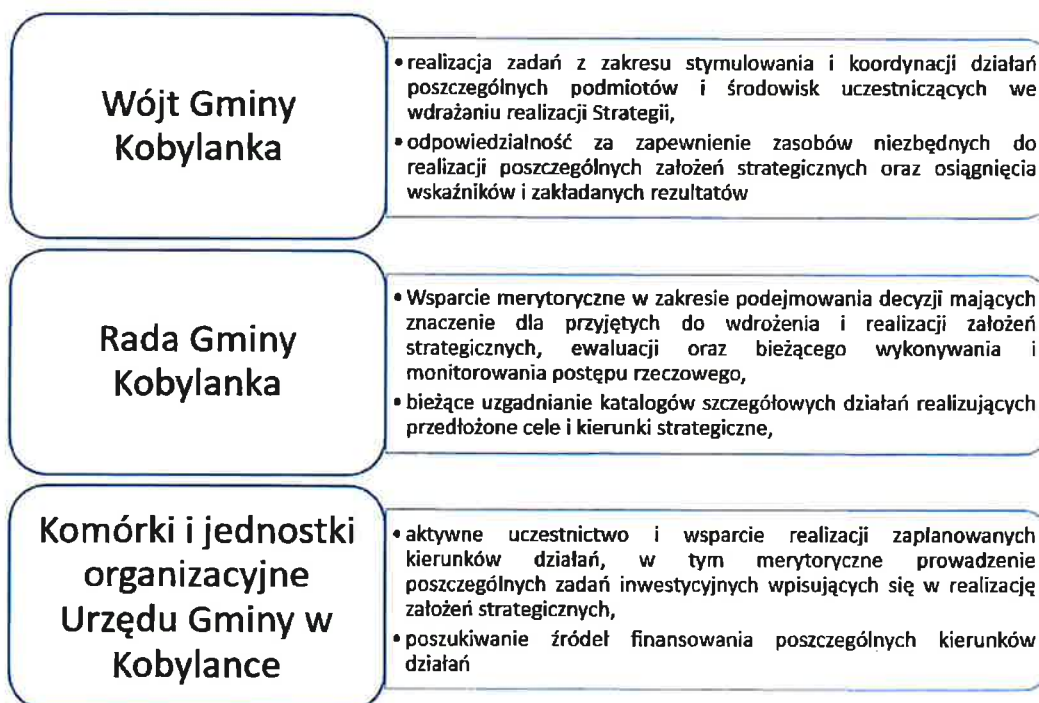 Wójt Gminy
Kobylanka
• realizacja zadań z zakresu stymulowania i koordynacji działań
poszczególnych podmiotów i środowisk uczestniczących we
wdrażaniu realizacji Strategii,
• odpowiedzialność za zapewnienie zasobów niezbędnych do
realizacji poszczególnych założeń strategicznych oraz osiągnięcia
wskaźników i zakładanych rezultatów
Rada Gminy
Kobylanka
• Wsparcie merytoryczne w zakresie podejmowania decyzji mających
znaczenie dla przyjętych do wdrożenia i realizacji założeń
strategicznych, ewaluacji oraz bieżącego wykonywania i
monitorowania postępu rzeczowego,
• bieżące uzgadnianie katalogów szczegółowych działań realizujących
przedłożone cele i kierunki strategiczne,
Komórki i jednostki
organizacyjne
Urzędu Gminy w
Kobylance
• aktywne uczestnictwo i wsparcie realizacji zaplanowanych
kierunków działań, w tym merytoryczne prowadzenie
poszczególnych zadań inwestycyjnych wpisujących się w realizację
założeń strategicznych,
• poszukiwanie źródeł finansowania poszczególnych kierunków
działań